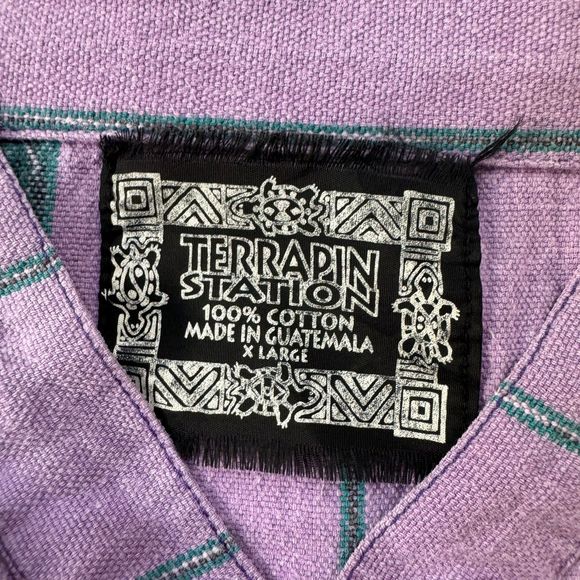 TERRAPIN
STATION
100% COTTON
MADE IN GUATEMALA
X LARGE